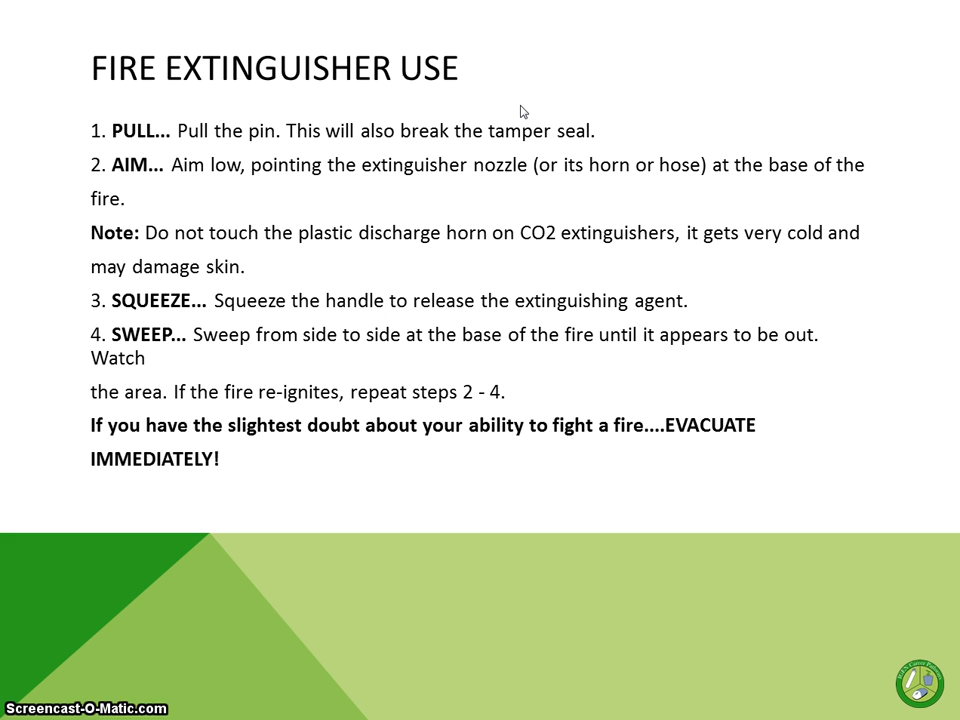 FIRE EXTINGUISHER USE
1. PULL... Pull the pin. This will also break the tamper seal.
2. AIM... Aim low, pointing the extinguisher nozzle (or its horn or hose) at the base of the
fire.
Note: Do not touch the plastic discharge horn on CO2 extinguishers, it gets very cold and
may damage skin.
3. SQUEEZE... Squeeze the handle to release the extinguishing agent.
4. SWEEP... Sweep from side to side at the base of the fire until it appears to be out.
Watch
the area. If the fire re-ignites, repeat steps 2 - 4.
If you have the slightest doubt about your ability to fight a fire....EVACUATE
IMMEDIATELY!
Screencast-O-Matic.com